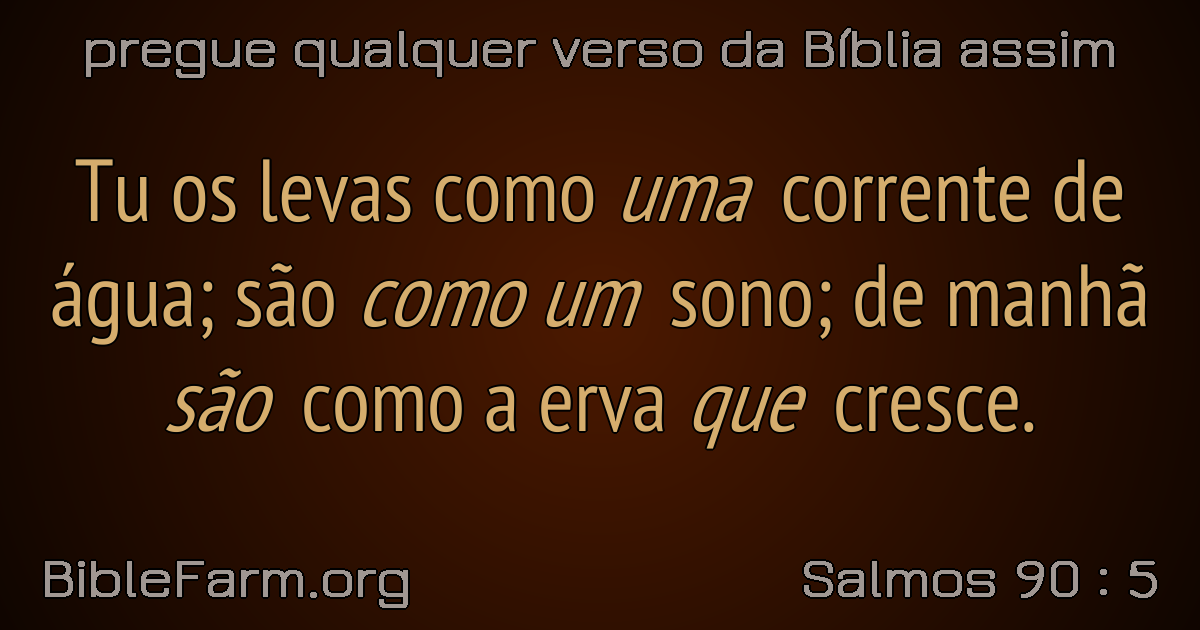 pregue qualquer verso da Bíblia assim
Tu os levas como uma corrente de
água; são como um sono; de manhã
são como a erva que cresce.
BibleFarm.org
Salmos 90 : 5